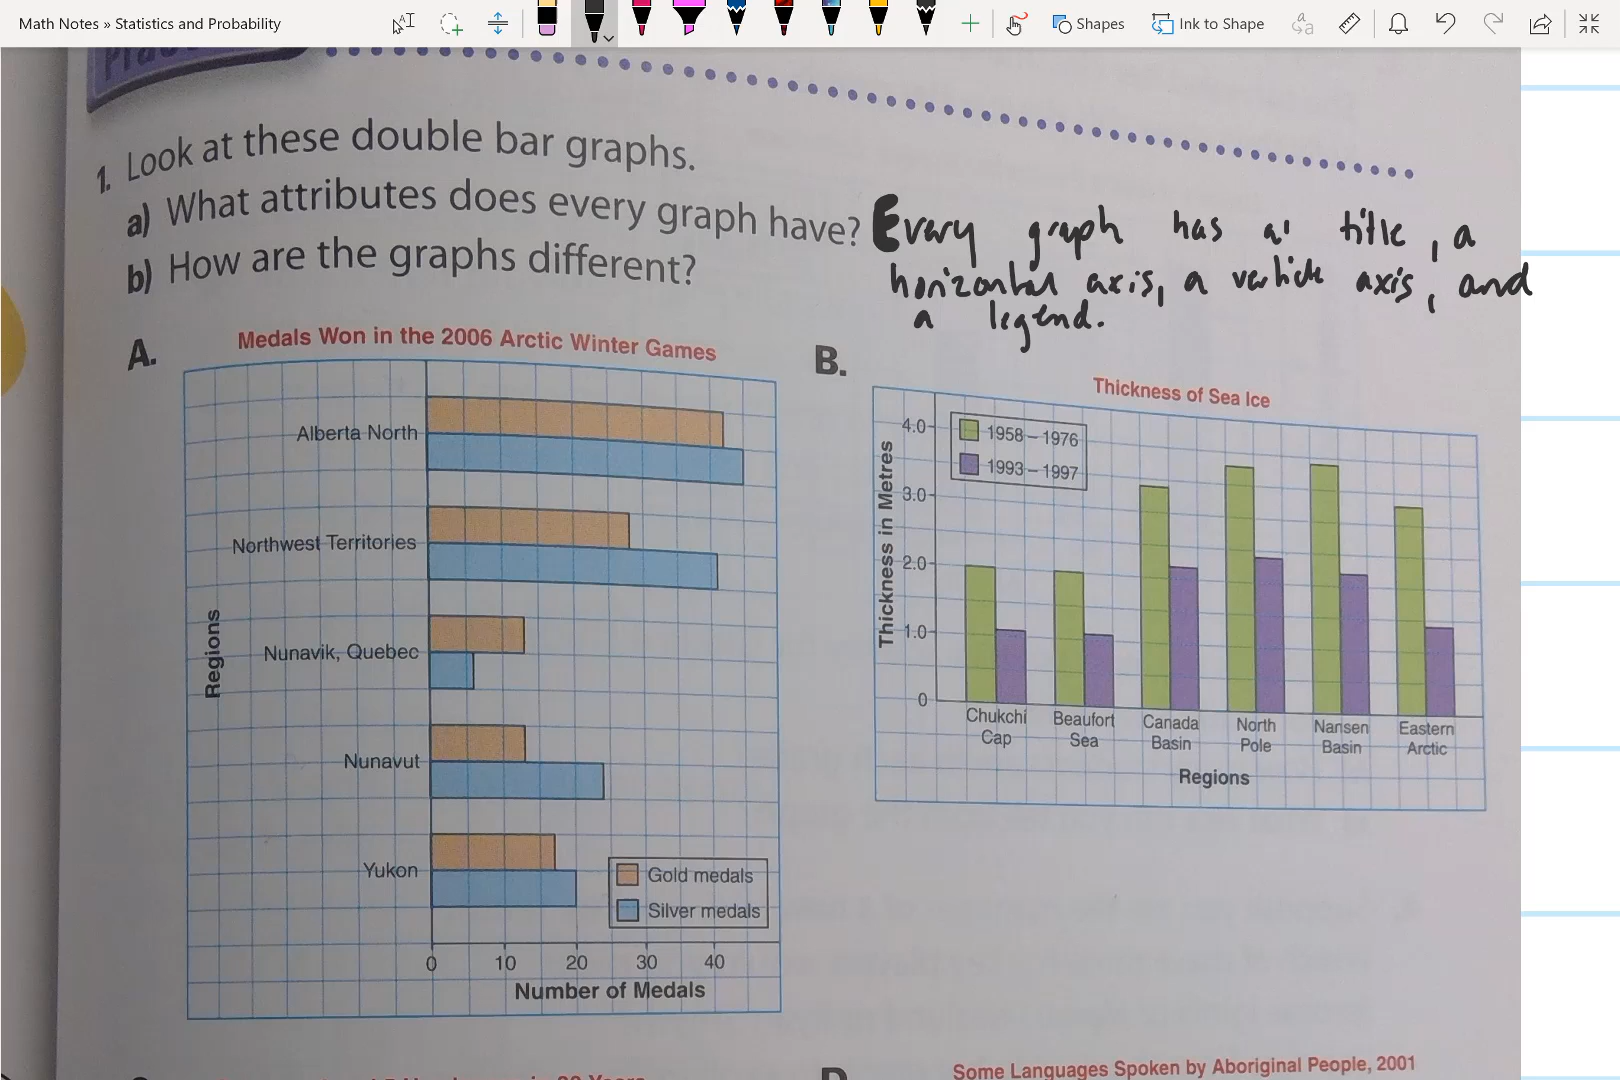 Math Notes » Statistics and Probability
Shapes
Ink to Shape
1. Look at these double bar graphs.
a) What attributes does every graph have?
b) How are the graphs different?
Every graph has a title, a
horizontal axis, a verticle axis, and
a legend.
A.
Medals Won in the 2006 Arctic Winter Games
Alberta North
Northwest Territories
Nunavik, Quebec
Nunavut
Yukon
Regions
Gold medals
Silver medals
0 10 20 30 40
Number of Medals
B.
Thickness of Sea Ice
1958 – 1976
1993 – 1997
4.0
3.0
2.0
1.0
0
Thickness in Metres
Chukchi Cap
Beaufort Sea
Canada Basin
North Pole
Nansen Basin
Eastern Arctic
Regions
Some Languages Spoken by Aboriginal People, 2001